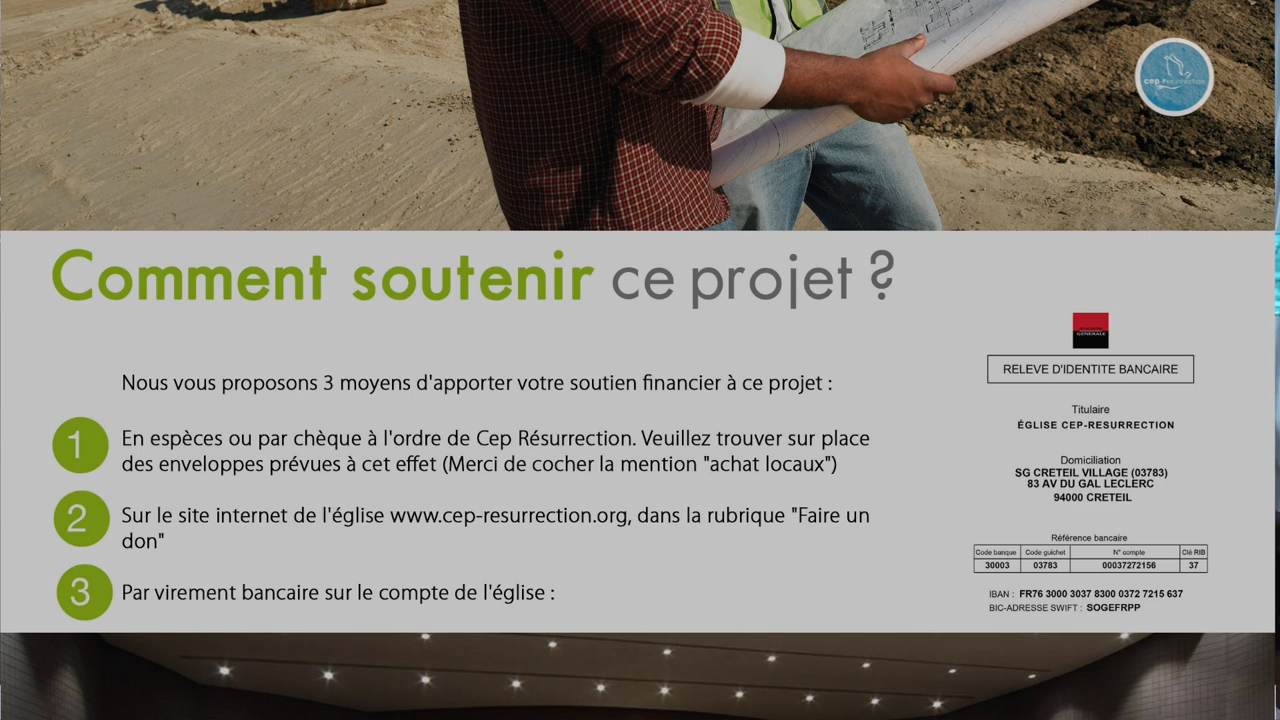 cep-résurrection
Comment soutenir ce projet ?
Nous vous proposons 3 moyens d'apporter votre soutien financier à ce projet :
1
En espèces ou par chèque à l'ordre de Cep Résurrection. Veuillez trouver sur place
des enveloppes prévues à cet effet (Merci de cocher la mention "achat locaux")
2
Sur le site internet de l'église www.cep-resurrection.org, dans la rubrique "Faire un
don"
3
Par virement bancaire sur le compte de l'église :
SOCIETE
GENERALE
RELEVE D'IDENTITE BANCAIRE
Titulaire
ÉGLISE CEP-RESURRECTION
Domiciliation
SG CRETEIL VILLAGE (03783)
83 AV DU GAL LECLERC
94000 CRETEIL
Référence bancaire
Code banque Code guichet N° compte Clé RIB
30003 03783 00037272156 37
IBAN : FR76 3000 3037 8300 0372 7215 637
BIC-ADRESSE SWIFT : SOGEFRPP